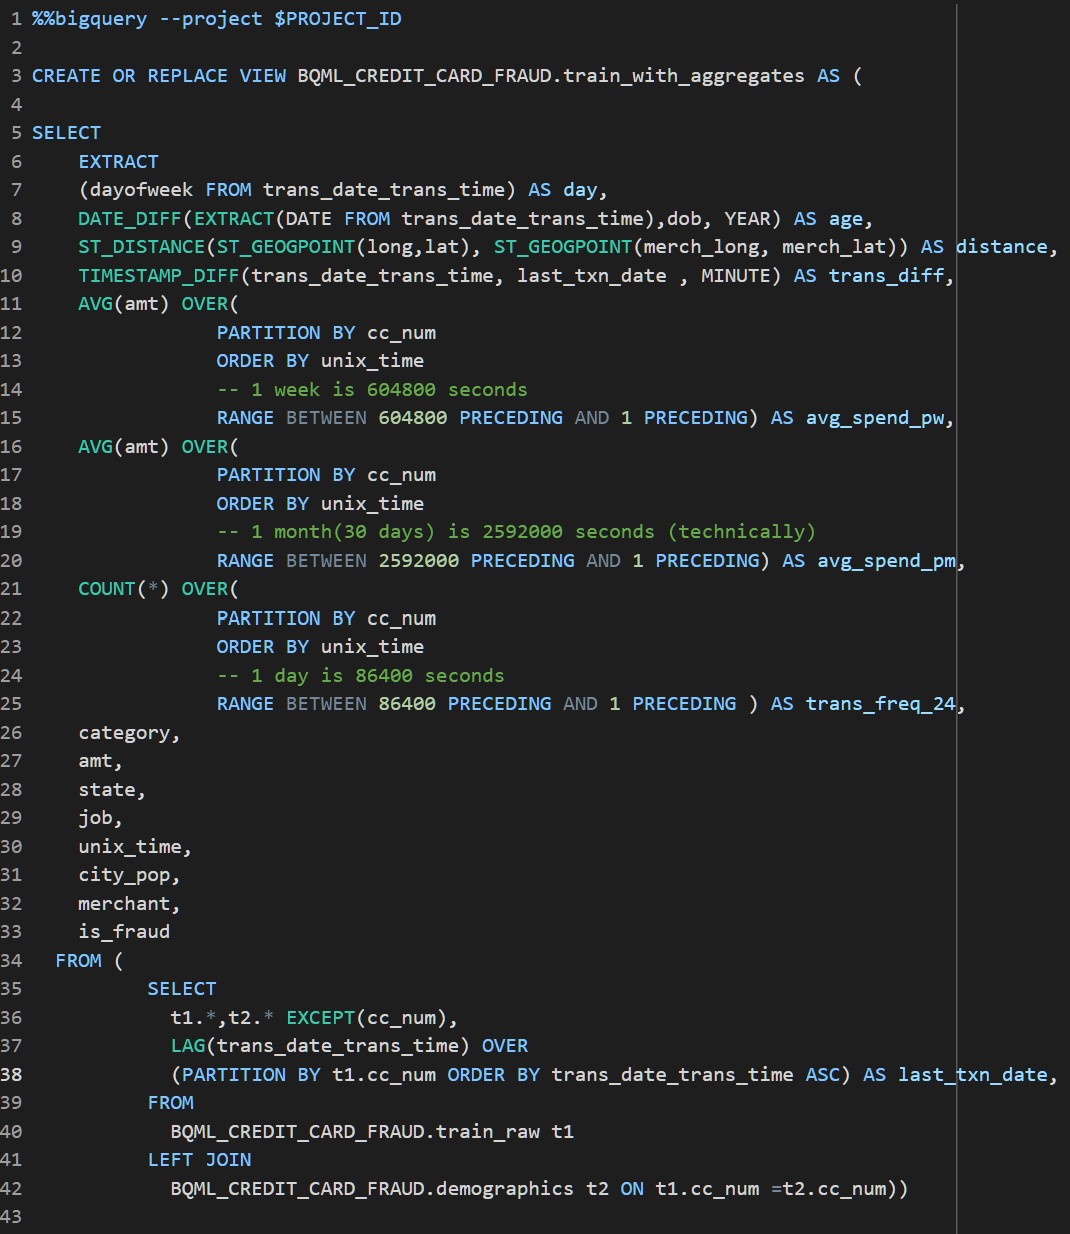 1 %%bigquery --project $PROJECT_ID
2
3 CREATE OR REPLACE VIEW BQML_CREDIT_CARD_FRAUD.train_with_aggregates AS (
4
5 SELECT
6     EXTRACT
7     (dayofweek FROM trans_date_trans_time) AS day,
8     DATE_DIFF(EXTRACT(DATE FROM trans_date_trans_time),dob, YEAR) AS age,
9     ST_DISTANCE(ST_GEOGPOINT(long,lat), ST_GEOGPOINT(merch_long, merch_lat)) AS distance,
10     TIMESTAMP_DIFF(trans_date_trans_time, last_txn_date , MINUTE) AS trans_diff,
11     AVG(amt) OVER(
12                 PARTITION BY cc_num
13                 ORDER BY unix_time
14                 -- 1 week is 604800 seconds
15                 RANGE BETWEEN 604800 PRECEDING AND 1 PRECEDING) AS avg_spend_pw,
16     AVG(amt) OVER(
17                 PARTITION BY cc_num
18                 ORDER BY unix_time
19                 -- 1 month(30 days) is 2592000 seconds (technically)
20                 RANGE BETWEEN 2592000 PRECEDING AND 1 PRECEDING) AS avg_spend_pm,
21     COUNT(*) OVER(
22                 PARTITION BY cc_num
23                 ORDER BY unix_time
24                 -- 1 day is 86400 seconds
25                 RANGE BETWEEN 86400 PRECEDING AND 1 PRECEDING ) AS trans_freq_24,
26     category,
27     amt,
28     state,
29     job,
30     unix_time,
31     city_pop,
32     merchant,
33     is_fraud
34   FROM (
35           SELECT
36             t1.*,t2.* EXCEPT(cc_num),
37             LAG(trans_date_trans_time) OVER
38             (PARTITION BY t1.cc_num ORDER BY trans_date_trans_time ASC) AS last_txn_date,
39           FROM
40             BQML_CREDIT_CARD_FRAUD.train_raw t1
41           LEFT JOIN
42             BQML_CREDIT_CARD_FRAUD.demographics t2 ON t1.cc_num =t2.cc_num))
43